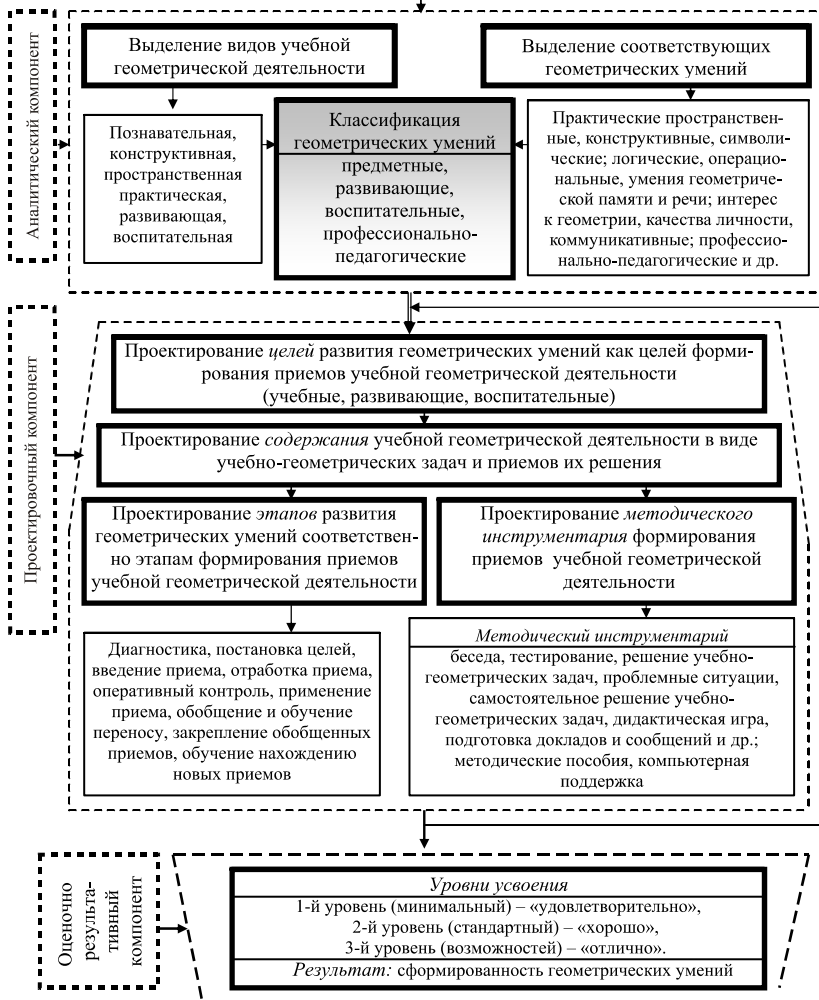 Аналитический компонент
Выделение видов учебной
геометрической деятельности
Выделение соответствующих
геометрических умений
Познавательная,
конструктивная,
пространственная
практическая,
развивающая,
воспитательная
Классификация
геометрических умений
предметные,
развивающие,
воспитательные,
профессионально-
педагогические
Практические пространствен-
ные, конструктивные, символи-
ческие; логические, операцио-
нальные, умения геометриче-
ской памяти и речи; интерес
к геометрии, качества личности,
коммуникативные; профессио-
нально-педагогические и др.
Проектировочный компонент
Проектирование целей развития геометрических умений как целей форми-
рования приемов учебной геометрической деятельности
(учебные, развивающие, воспитательные)
Проектирование содержания учебной геометрической деятельности в виде
учебно-геометрических задач и приемов их решения
Проектирование этапов развития
геометрических умений соответствен-
но этапам формирования приемов
учебной геометрической деятельности
Проектирование методического
инструментария формирования
приемов учебной геометрической
деятельности
Диагностика, постановка целей,
введение приема, отработка приема,
оперативный контроль, применение
приема, обобщение и обучение
переносу, закрепление обобщенных
приемов, обучение нахождению
новых приемов
Методический инструментарий
беседа, тестирование, решение учебно-
геометрических задач, проблемные ситуации,
самостоятельное решение учебно-
геометрических задач, дидактическая игра,
подготовка докладов и сообщений и др.;
методические пособия, компьютерная
поддержка
Оценочно
результа-
тивный
компонент
Уровни усвоения
1-й уровень (минимальный) – «удовлетворительно»,
2-й уровень (стандартный) – «хорошо»,
3-й уровень (возможностей) – «отлично».
Результат: сформированность геометрических умений